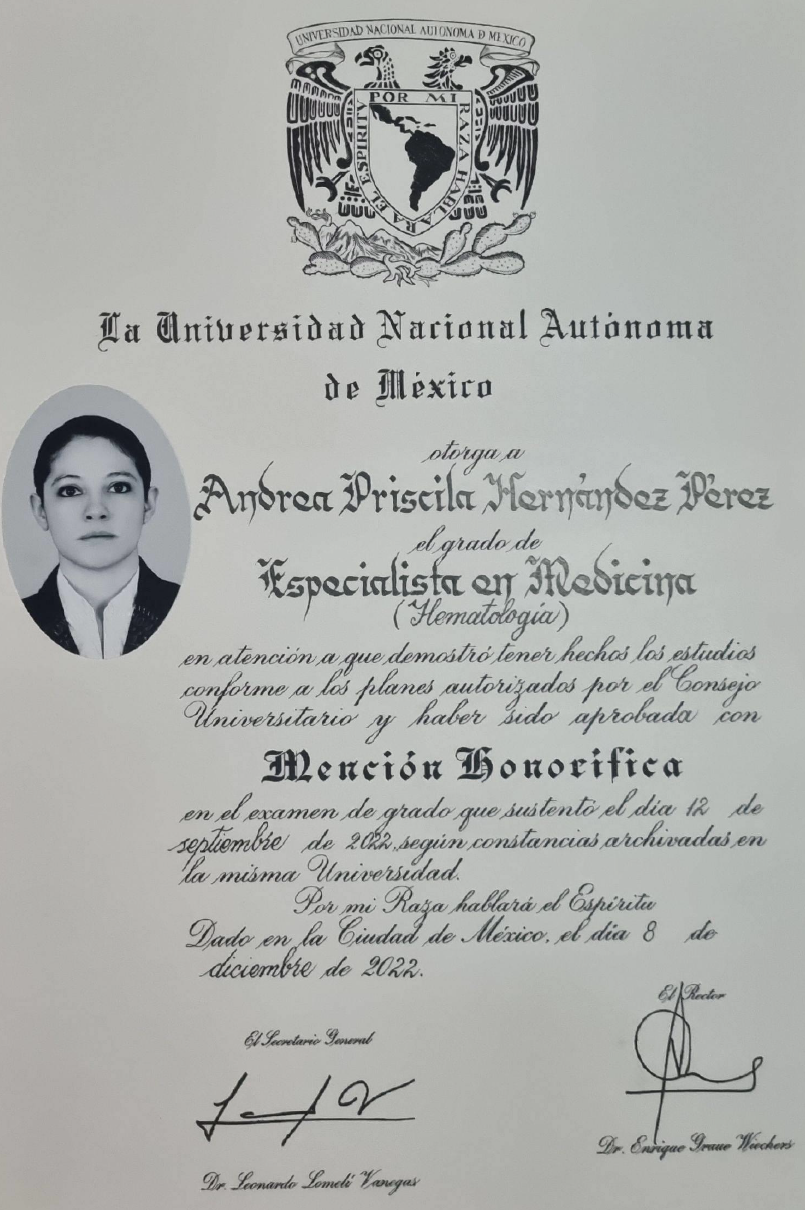 UNIVERSIDAD NACIONAL AUTONOMA D MEXICO
POR MI RAZA HABLARA EL ESPIRITU
La Universidad Nacional Autónoma
de México
otorga a
Andrea Priscila Hernández Pérez
el grado de
Especialista en Medicina
(Hematología)
en atención a que demostró tener hechos los estudios
conforme a los planes autorizados por el Consejo
Universitario y haber sido aprobada con
Mención Honorífica
en el examen de grado que sustentó el día 12 de
septiembre de 2022, según constancias archivadas en
la misma Universidad.
Por mi Raza hablará el Espíritu
Dado en la Ciudad de México, el día 8 de
diciembre de 2022.
El Rector
El Secretario General
Dr. Enrique Graue Wiechers
Dr. Leonardo Lomelí Vanegas